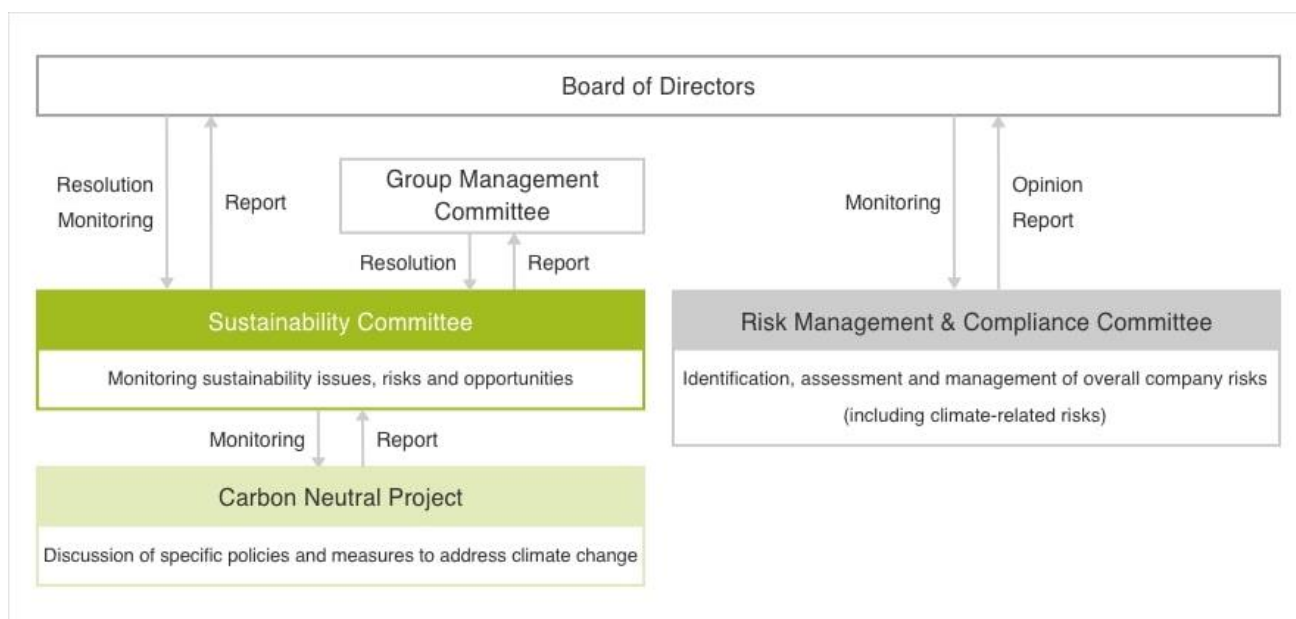 Board of Directors
Resolution
Monitoring
Report
Group Management
Committee
Resolution
Report
Monitoring
Opinion
Report
Sustainability Committee
Monitoring sustainability issues, risks and opportunities
Risk Management & Compliance Committee
Identification, assessment and management of overall company risks
(including climate-related risks)
Monitoring
Report
Carbon Neutral Project
Discussion of specific policies and measures to address climate change